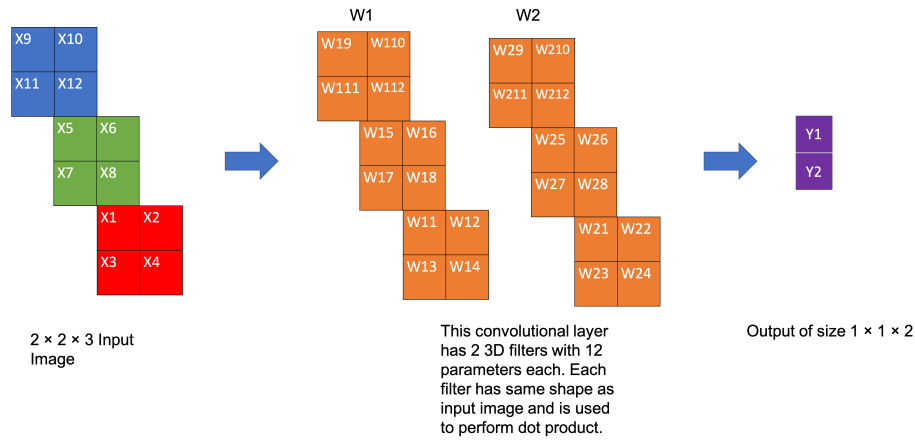 W1
W2
X9 X10
X11 X12
X5 X6
X7 X8
X1 X2
X3 X4
W19 W110
W111 W112
W15 W16
W17 W18
W11 W12
W13 W14
W29 W210
W211 W212
W25 W26
W27 W28
W21 W22
W23 W24
Y1
Y2
2 × 2 × 3 Input
Image
This convolutional layer
has 2 3D filters with 12
parameters each. Each
filter has same shape as
input image and is used
to perform dot product.
Output of size 1 × 1 × 2